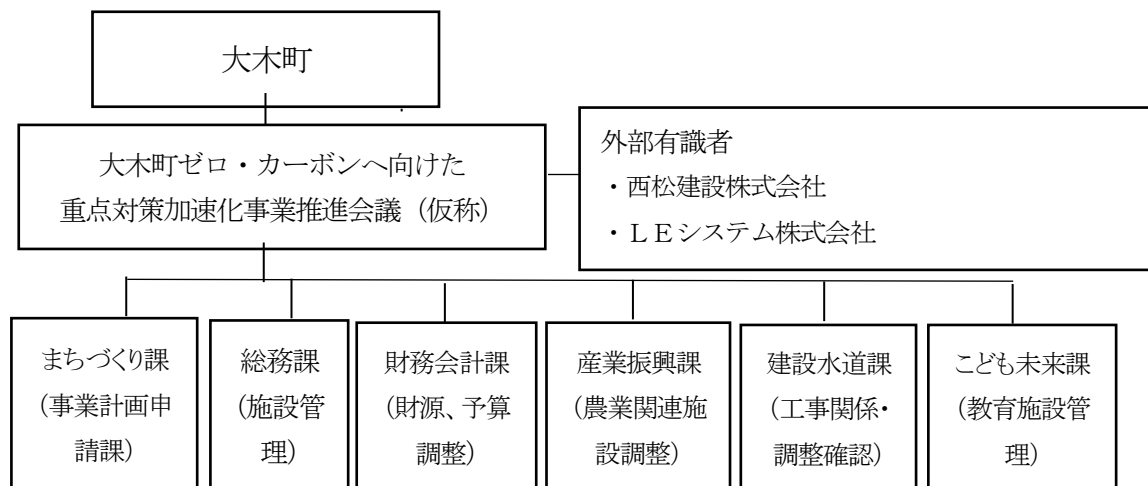 大木町
大木町ゼロ・カーボンへ向けた
重点対策加速化事業推進会議（仮称）
外部有識者
・西松建設株式会社
・ＬＥシステム株式会社
まちづくり課
（事業計画申
請課）
総務課
（施設管
理）
財務会計課
（財源、予算
調整）
産業振興課
（農業関連施
設調整）
建設水道課
（工事関係・
調整確認）
こども未来課
（教育施設管
理）